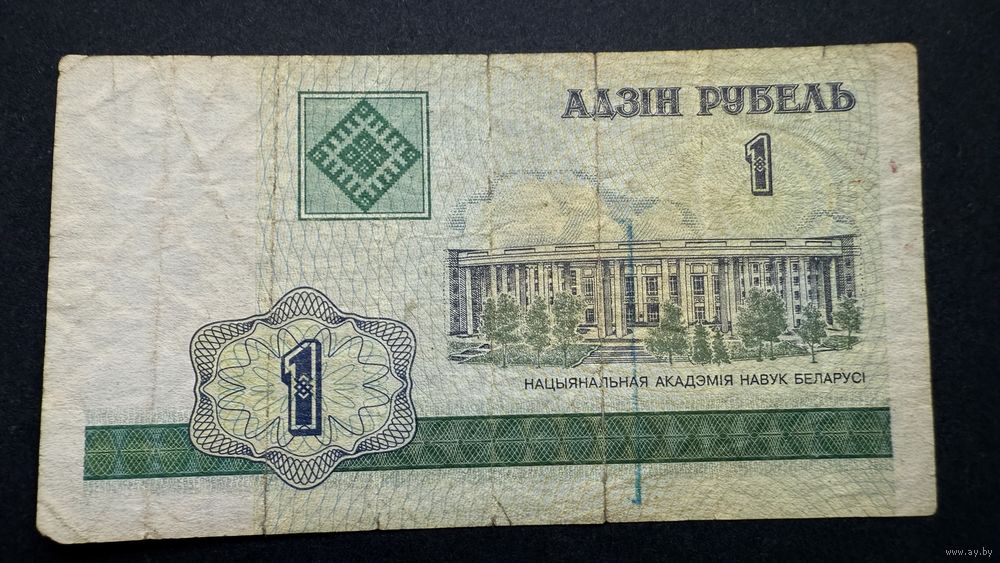 АДЗІН РУБЕЛЬ
1
НАЦЫЯНАЛЬНАЯ АКАДЭМІЯ НАВУК БЕЛАРУСІ
1
www.ay.by